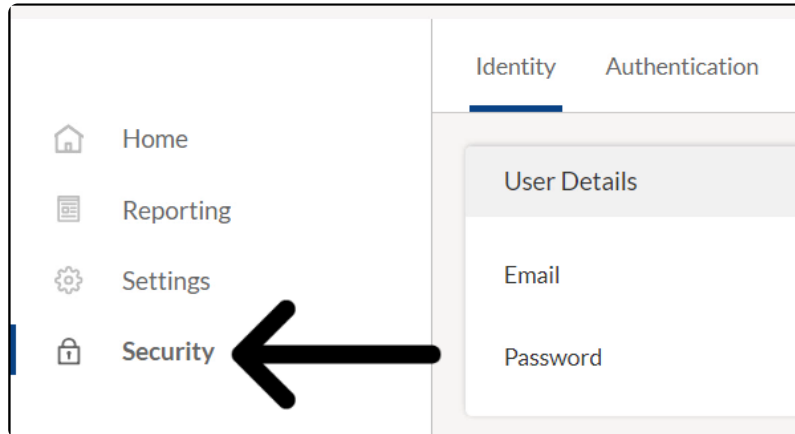 Identity Authentication
Home
Reporting
Settings
Security
User Details
Email
Password